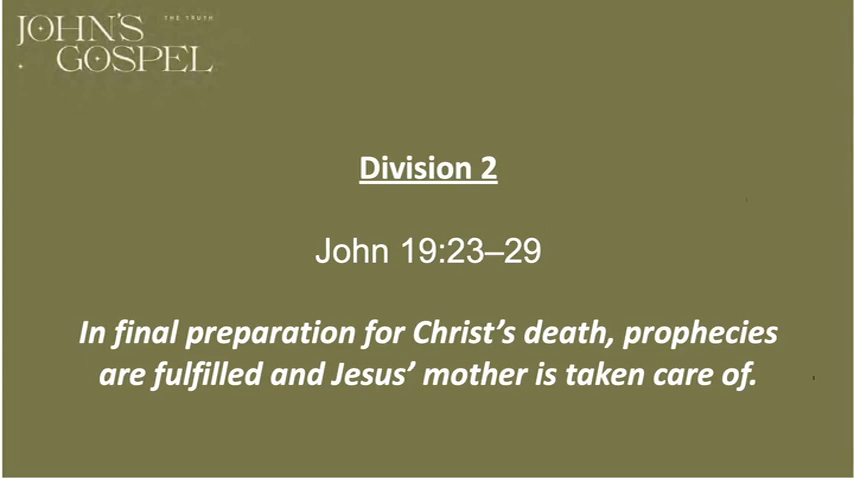 THE TRUTH
JOHN'S
GOSPEL
Division 2
John 19:23–29
In final preparation for Christ's death, prophecies
are fulfilled and Jesus' mother is taken care of.